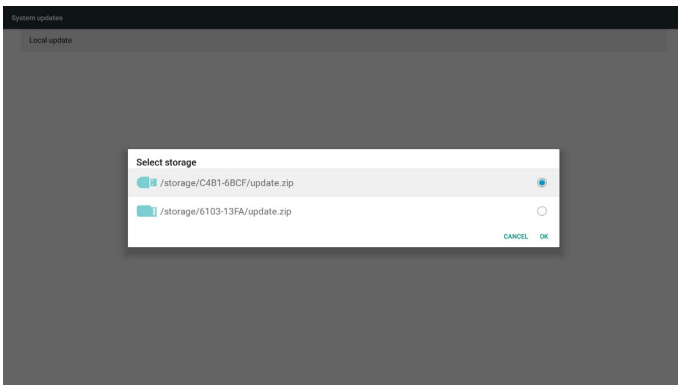 System updates
Local update
Select storage
/storage/C4B1-6BCF/update.zip
/storage/6103-13FA/update.zip
CANCEL OK